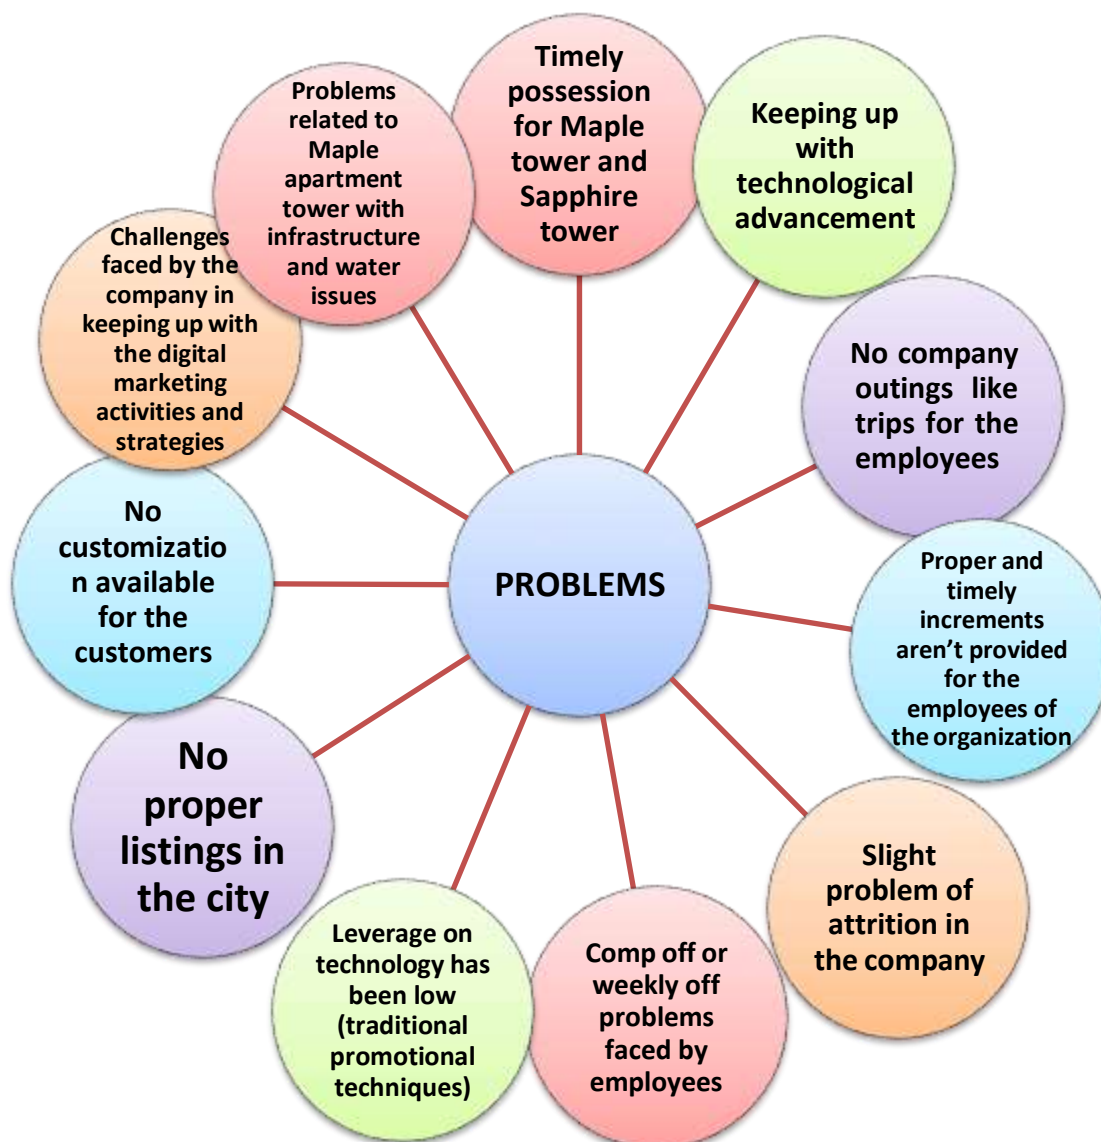 Timely
possession
for Maple
tower and
Sapphire
tower
Keeping up
with
technological
advancement
No company
outings like
trips for the
employees
Proper and
timely
increments
aren’t provided
for the
employees of
the organization
Slight
problem of
attrition in
the company
Comp off or
weekly off
problems
faced by
employees
Leverage on
technology has
been low
(traditional
promotional
techniques)
No
proper
listings in
the city
No
customizatio
n available
for the
customers
Challenges
faced by the
company in
keeping up with
the digital
marketing
activities and
strategies
Problems
related to
Maple
apartment
tower with
infrastructure
and water
issues
PROBLEMS